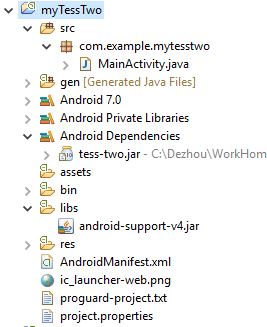 myTessTwo
src
com.example.mytesstwo
MainActivity.java
gen [Generated Java Files]
Android 7.0
Android Private Libraries
Android Dependencies
tess-two.jar - C:\Dezhou\WorkHom
assets
bin
libs
android-support-v4.jar
res
AndroidManifest.xml
ic_launcher-web.png
proguard-project.txt
project.properties